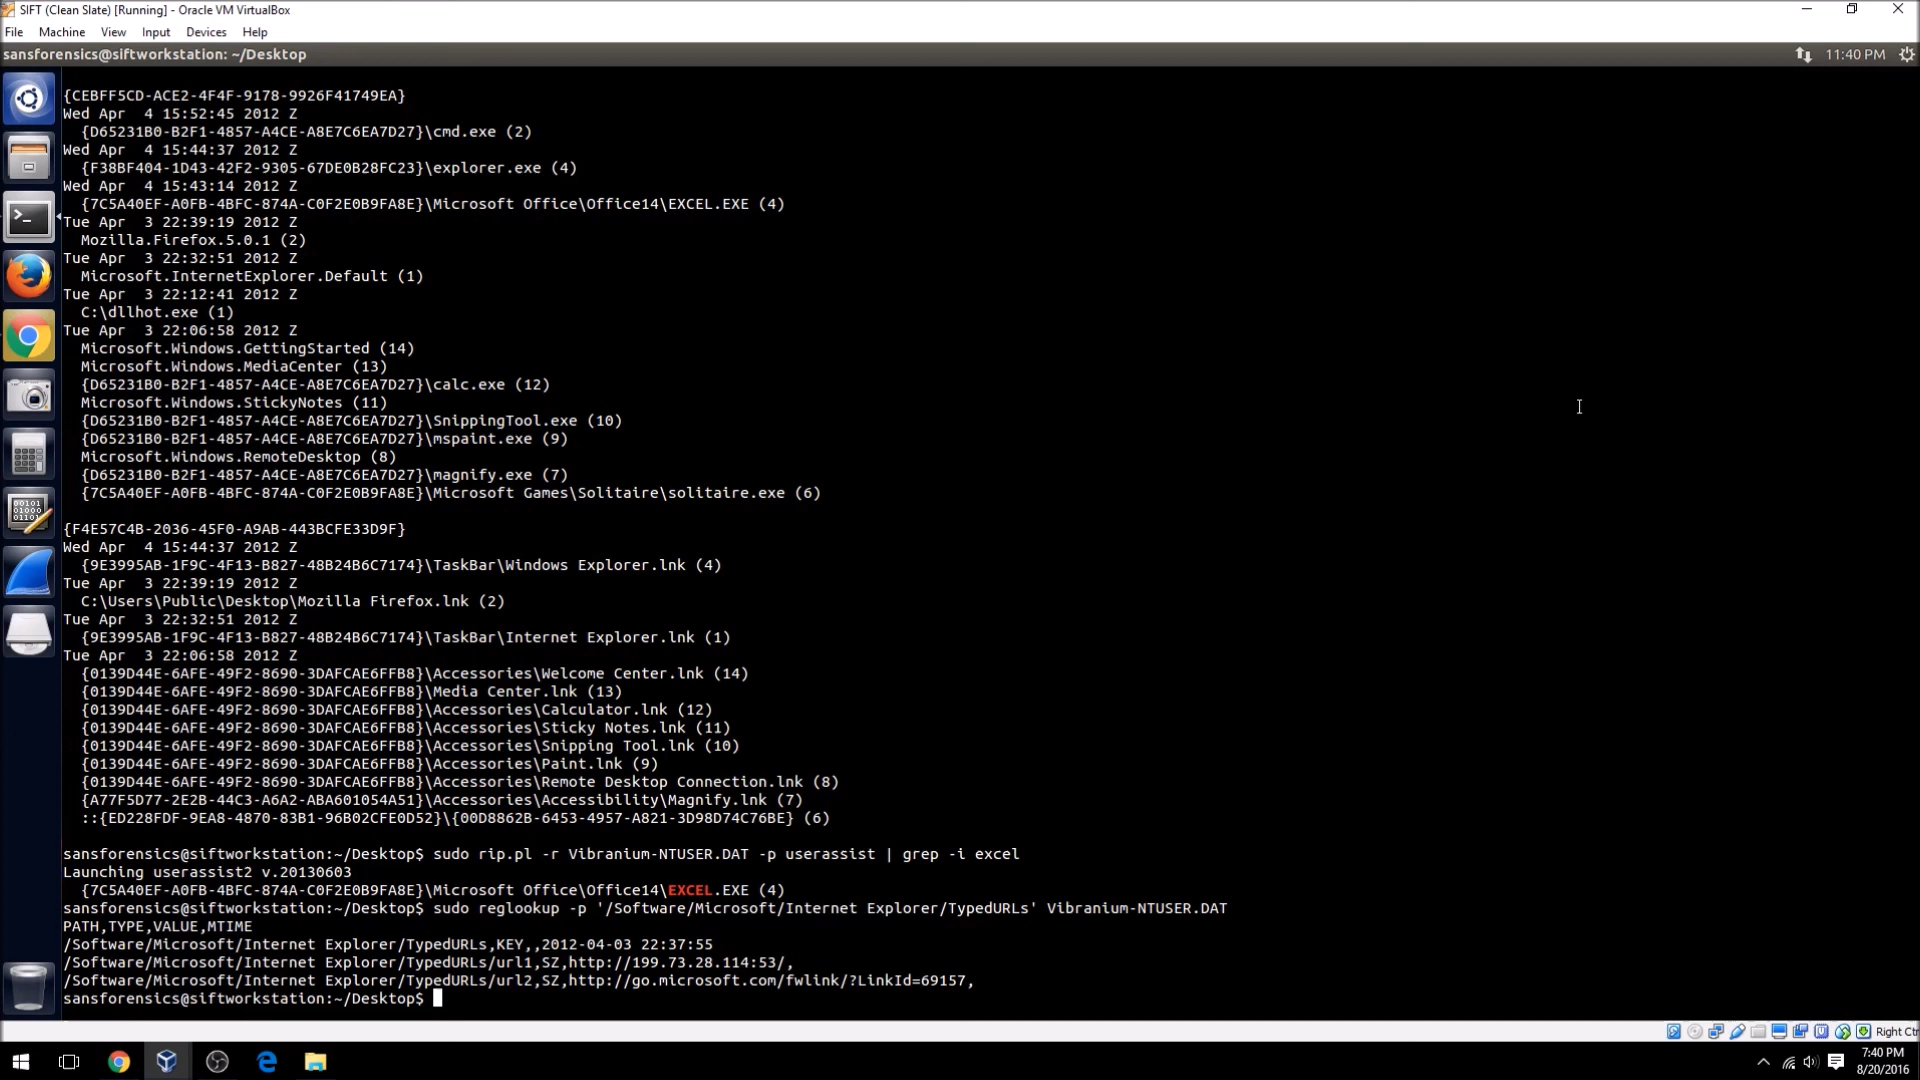 SIFT (Clean Slate) [Running] - Oracle VM VirtualBox
File Machine View Input Devices Help
sansforensics@siftworkstation: ~/Desktop 11:40 PM
{CEBFF5CD-ACE2-4F4F-9178-9926F41749EA}
Wed Apr  4 15:52:45 2012 Z
  {D65231B0-B2F1-4857-A4CE-A8E7C6EA7D27}\cmd.exe (2)
Wed Apr  4 15:44:37 2012 Z
  {F38BF404-1D43-42F2-9305-67DE0B28FC23}\explorer.exe (4)
Wed Apr  4 15:43:14 2012 Z
  {7C5A40EF-A0FB-4BFC-874A-C0F2E0B9FA8E}\Microsoft Office\Office14\EXCEL.EXE (4)
Tue Apr  3 22:39:19 2012 Z
  Mozilla.Firefox.5.0.1 (2)
Tue Apr  3 22:32:51 2012 Z
  Microsoft.InternetExplorer.Default (1)
Tue Apr  3 22:12:41 2012 Z
  C:\dllhot.exe (1)
Tue Apr  3 22:06:58 2012 Z
  Microsoft.Windows.GettingStarted (14)
  Microsoft.Windows.MediaCenter (13)
  {D65231B0-B2F1-4857-A4CE-A8E7C6EA7D27}\calc.exe (12)
  Microsoft.Windows.StickyNotes (11)
  {D65231B0-B2F1-4857-A4CE-A8E7C6EA7D27}\SnippingTool.exe (10)
  {D65231B0-B2F1-4857-A4CE-A8E7C6EA7D27}\mspaint.exe (9)
  Microsoft.Windows.RemoteDesktop (8)
  {D65231B0-B2F1-4857-A4CE-A8E7C6EA7D27}\magnify.exe (7)
  {7C5A40EF-A0FB-4BFC-874A-C0F2E0B9FA8E}\Microsoft Games\Solitaire\solitaire.exe (6)
{F4E57C4B-2036-45F0-A9AB-443BCFE33D9F}
Wed Apr  4 15:44:37 2012 Z
  {9E3995AB-1F9C-4F13-B827-48B24B6C7174}\TaskBar\Windows Explorer.lnk (4)
Tue Apr  3 22:39:19 2012 Z
  C:\Users\Public\Desktop\Mozilla Firefox.lnk (2)
Tue Apr  3 22:32:51 2012 Z
  {9E3995AB-1F9C-4F13-B827-48B24B6C7174}\TaskBar\Internet Explorer.lnk (1)
Tue Apr  3 22:06:58 2012 Z
  {0139D44E-6AFE-49F2-8690-3DAFCAE6FFB8}\Accessories\Welcome Center.lnk (14)
  {0139D44E-6AFE-49F2-8690-3DAFCAE6FFB8}\Media Center.lnk (13)
  {0139D44E-6AFE-49F2-8690-3DAFCAE6FFB8}\Accessories\Calculator.lnk (12)
  {0139D44E-6AFE-49F2-8690-3DAFCAE6FFB8}\Accessories\Sticky Notes.lnk (11)
  {0139D44E-6AFE-49F2-8690-3DAFCAE6FFB8}\Accessories\Snipping Tool.lnk (10)
  {0139D44E-6AFE-49F2-8690-3DAFCAE6FFB8}\Accessories\Paint.lnk (9)
  {0139D44E-6AFE-49F2-8690-3DAFCAE6FFB8}\Accessories\Remote Desktop Connection.lnk (8)
  {A77F5D77-2E2B-44C3-A6A2-ABA601054A51}\Accessories\Accessibility\Magnify.lnk (7)
  ::{ED228FDF-9EA8-4870-83B1-96B02CFE0D52}\{00D8862B-6453-4957-A821-3D98D74C76BE} (6)
sansforensics@siftworkstation:~/Desktop$ sudo rip.pl -r Vibranium-NTUSER.DAT -p userassist | grep -i excel
Launching userassist2 v.20130603
  {7C5A40EF-A0FB-4BFC-874A-C0F2E0B9FA8E}\Microsoft Office\Office14\EXCEL.EXE (4)
sansforensics@siftworkstation:~/Desktop$ sudo reglookup -p '/Software/Microsoft/Internet Explorer/TypedURLs' Vibranium-NTUSER.DAT
PATH,TYPE,VALUE,MTIME
/Software/Microsoft/Internet Explorer/TypedURLs,KEY,,2012-04-03 22:37:55
/Software/Microsoft/Internet Explorer/TypedURLs/url1,SZ,http://199.73.28.114:53/,
/Software/Microsoft/Internet Explorer/TypedURLs/url2,SZ,http://go.microsoft.com/fwlink/?LinkId=69157,
sansforensics@siftworkstation:~/Desktop$
Right Ctr
7:40 PM
8/20/2016